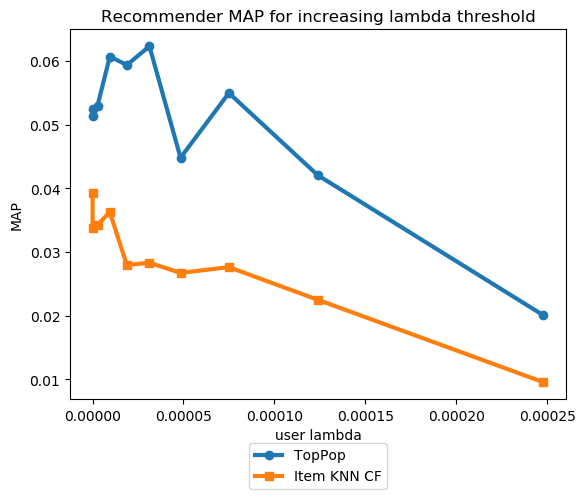 Recommender MAP for increasing lambda threshold
0.06
0.05
0.04
0.03
0.02
0.01
MAP
0.00000 0.00005 0.00010 0.00015 0.00020 0.00025
user lambda
TopPop
Item KNN CF